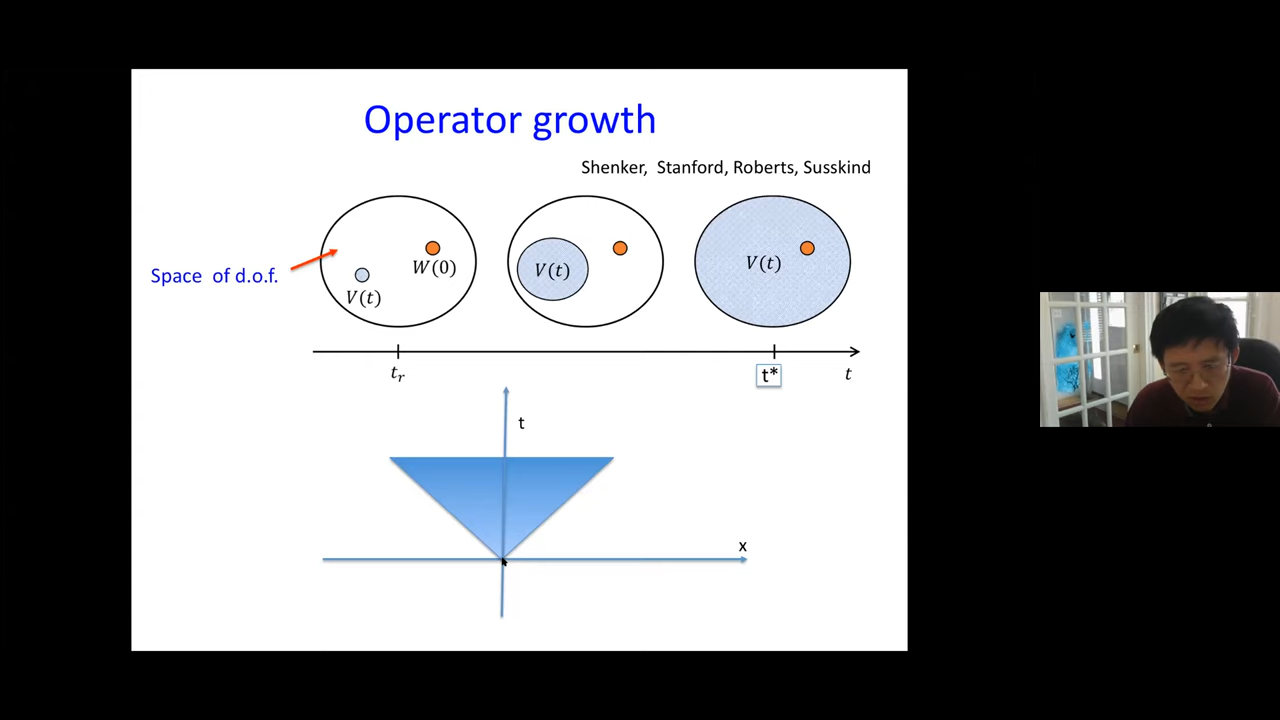 Operator growth
Shenker, Stanford, Roberts, Susskind
Space of d.o.f.
W(0)
V(t)
V(t)
V(t)
t_r
t*
t
t
x